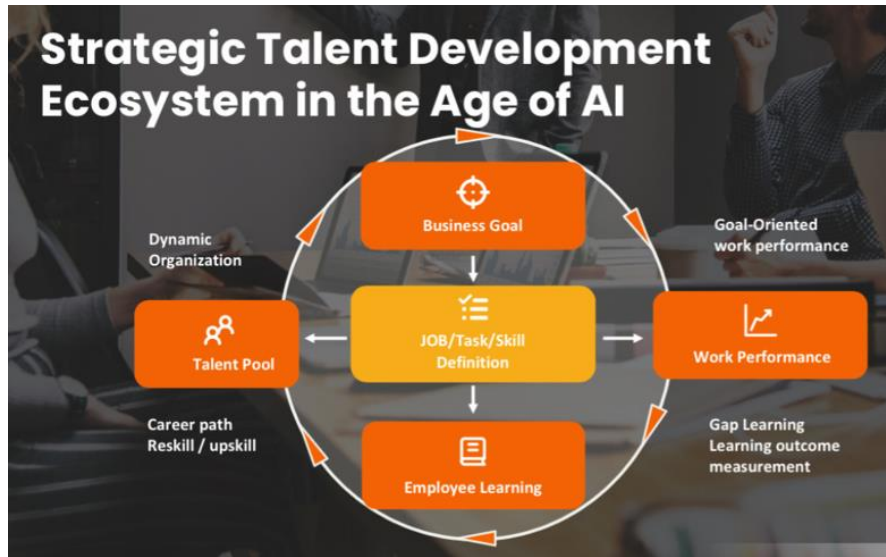 Strategic Talent Development
Ecosystem in the Age of AI
Business Goal
Dynamic
Organization
Goal-Oriented
work performance
Talent Pool
JOB/Task/Skill
Definition
Work Performance
Career path
Reskill / upskill
Gap Learning
Learning outcome
measurement
Employee Learning